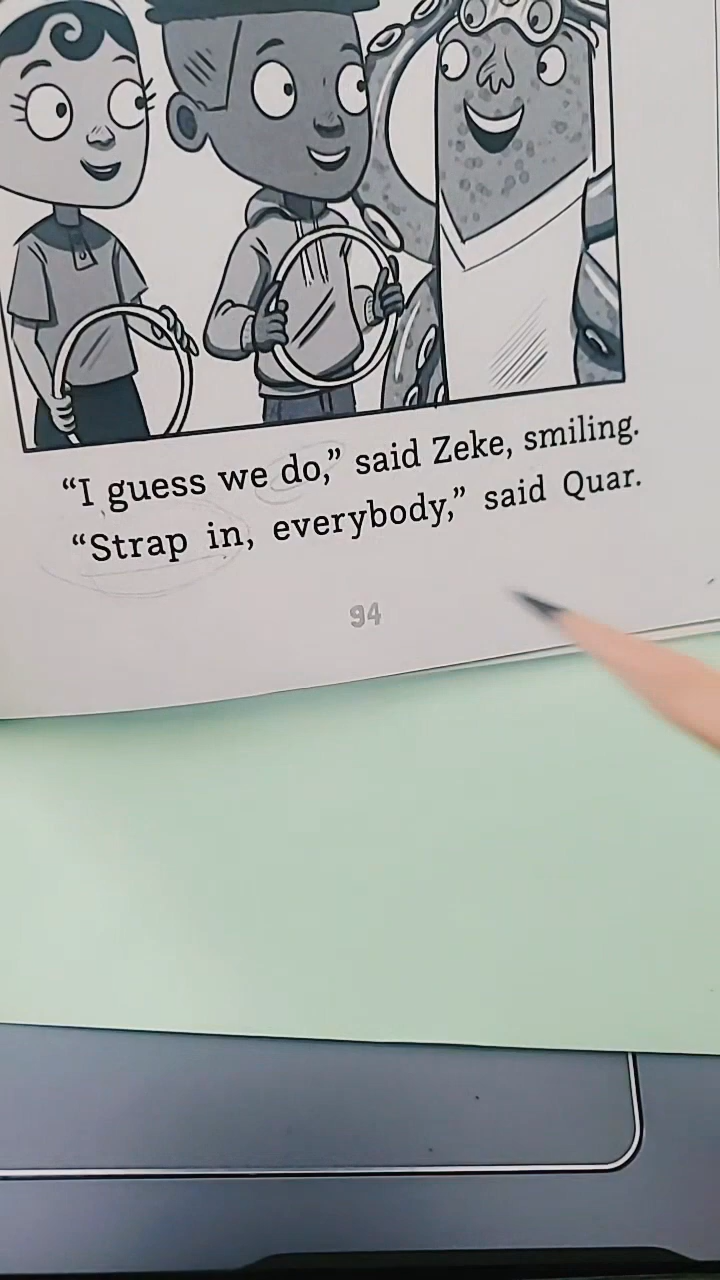 “I guess we do,” said Zeke, smiling.
“Strap in, everybody,” said Quar.
94